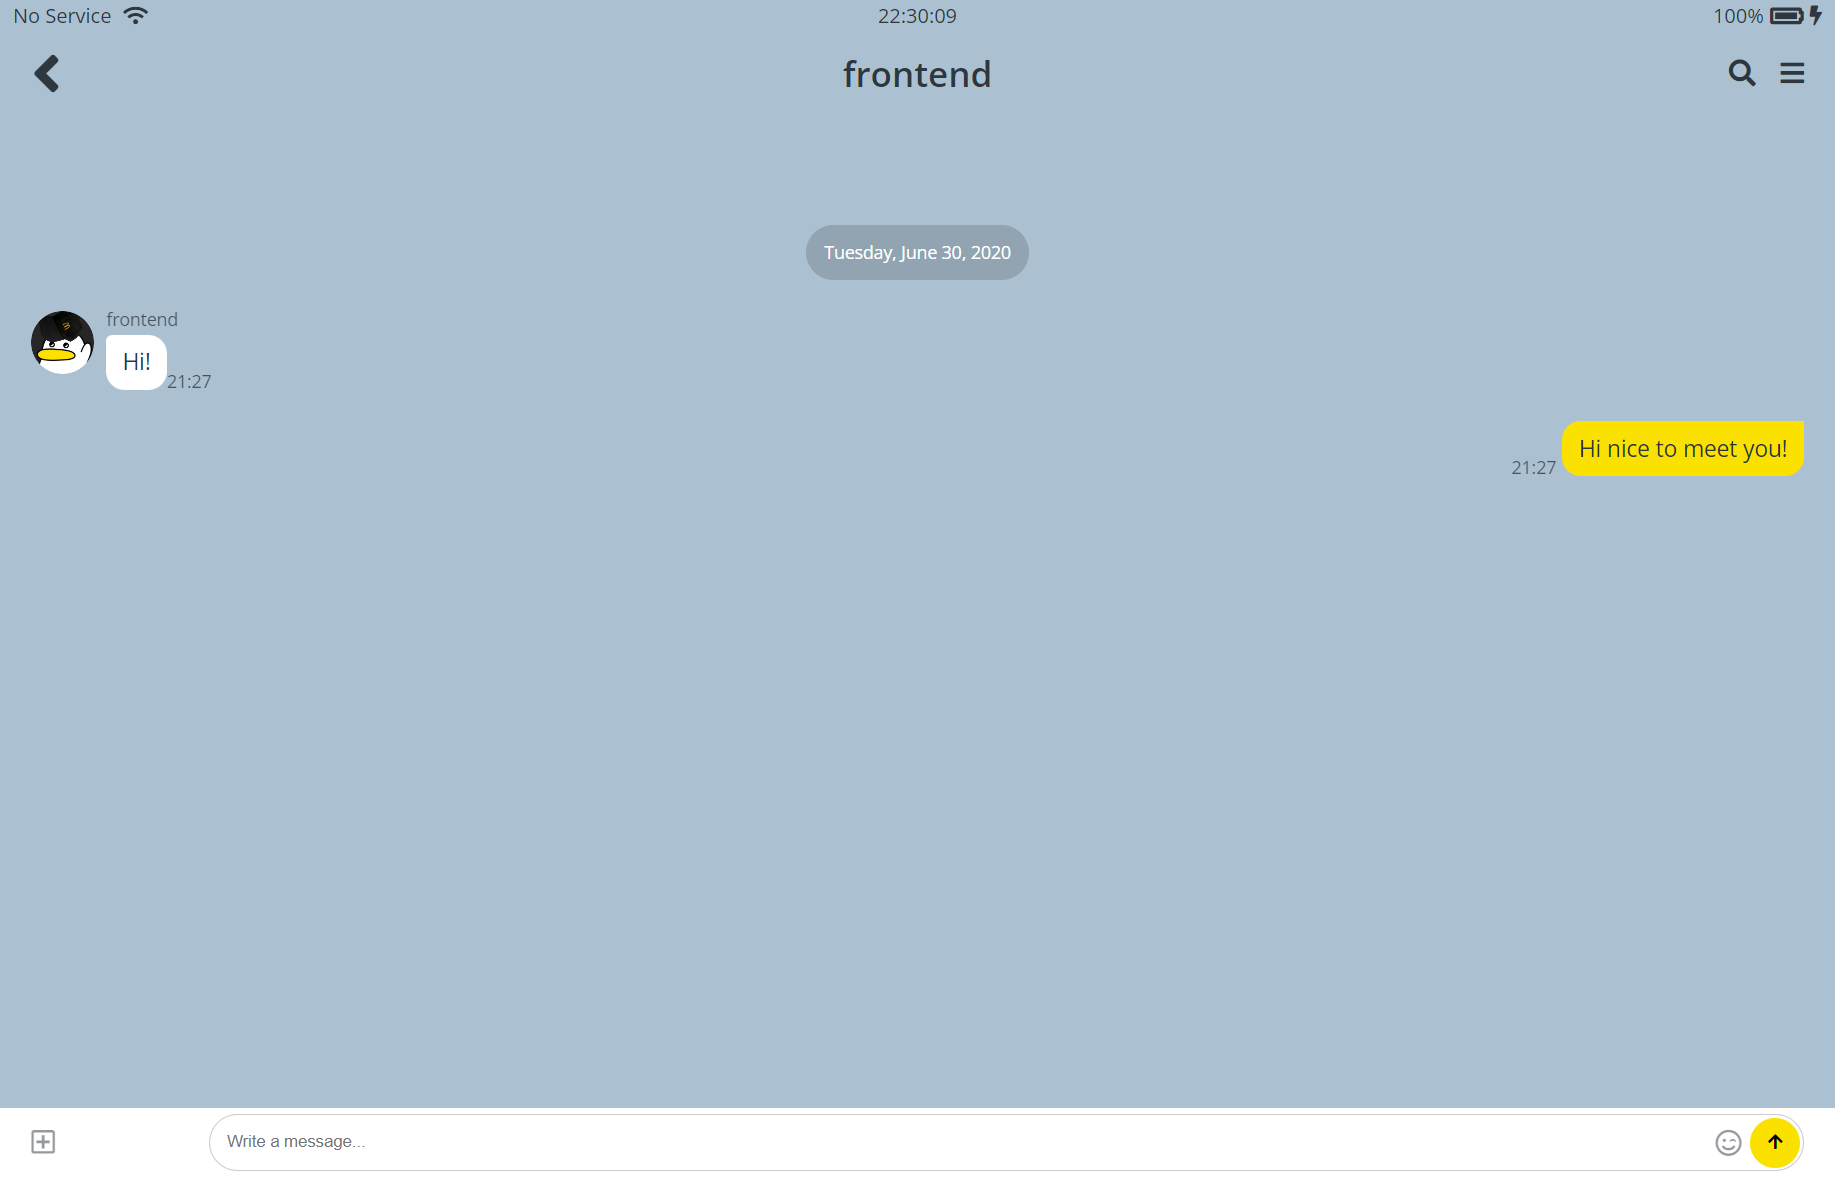 No Service
22:30:09
100%
frontend
Tuesday, June 30, 2020
frontend
Hi!
21:27
Hi nice to meet you!
21:27
Write a message...